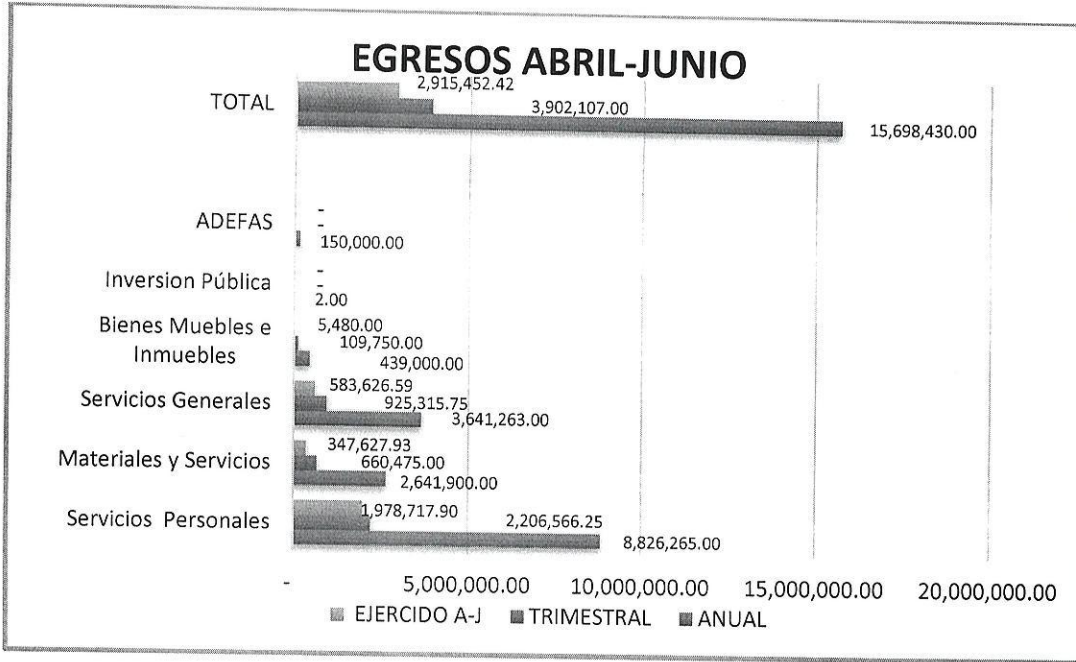 EGRESOS ABRIL-JUNIO
TOTAL
2,915,452.42
3,902,107.00
15,698,430.00
ADEFAS
-
-
150,000.00
Inversion Pública
-
-
2.00
Bienes Muebles e
Inmuebles
5,480.00
109,750.00
439,000.00
Servicios Generales
583,626.59
925,315.75
3,641,263.00
Materiales y Servicios
347,627.93
660,475.00
2,641,900.00
Servicios Personales
1,978,717.90
2,206,566.25
8,826,265.00
- 5,000,000.00 10,000,000.00 15,000,000.00 20,000,000.00
EJERCIDO A-J TRIMESTRAL ANUAL